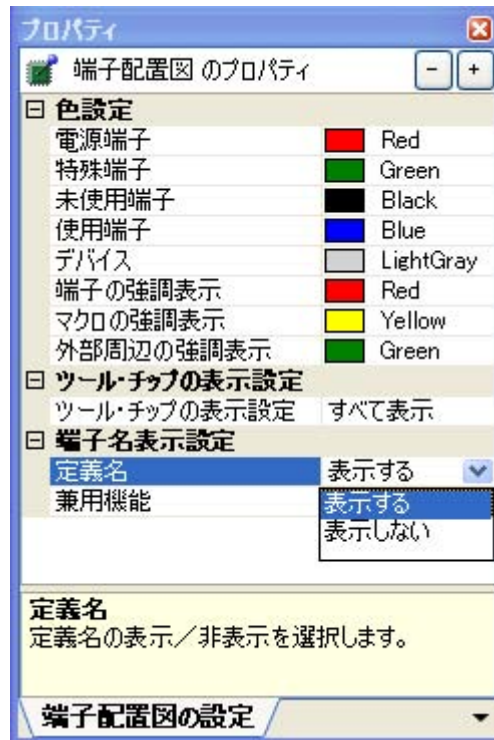 プロパティ
端子配置図 のプロパティ
色設定
電源端子 Red
特殊端子 Green
未使用端子 Black
使用端子 Blue
デバイス LightGray
端子の強調表示 Red
マクロの強調表示 Yellow
外部周辺の強調表示 Green
ツール・チップの表示設定
ツール・チップの表示設定 すべて表示
端子名表示設定
定義名 表示する
兼用機能 表示する
表示しない
定義名
定義名の表示／非表示を選択します。
端子配置図の設定